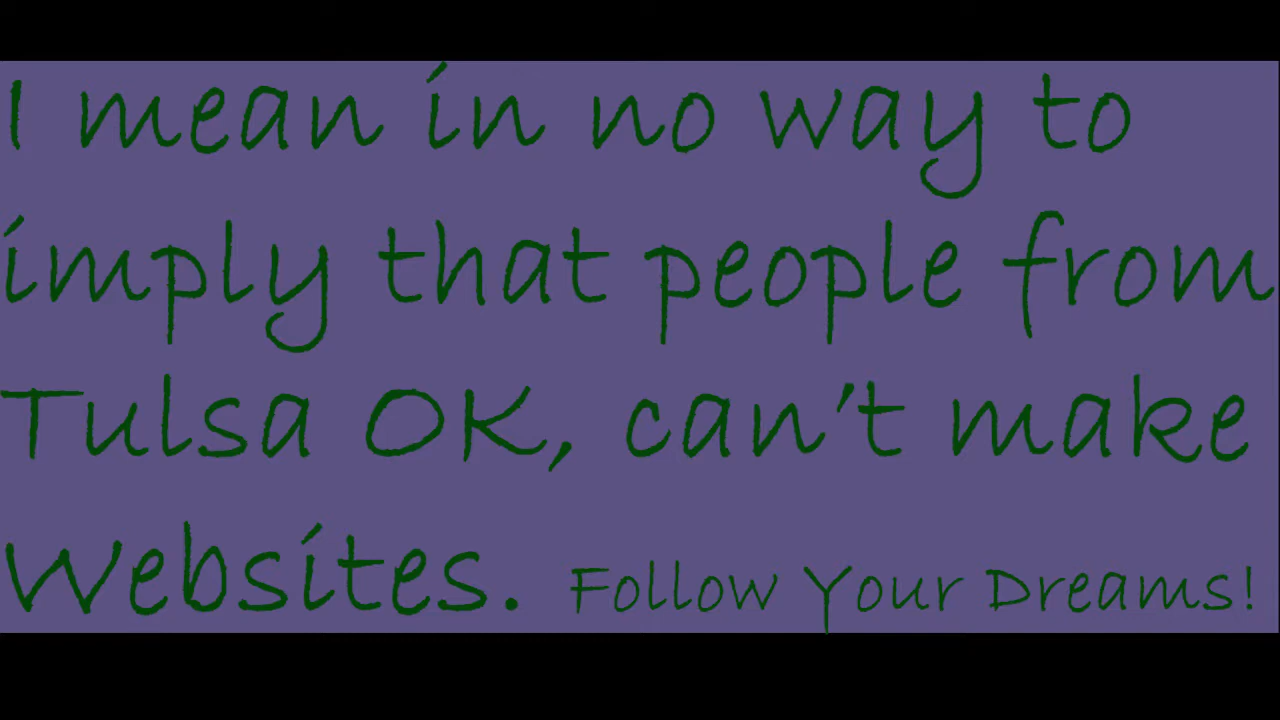 I mean in no way to
imply that people from
Tulsa OK, can't make
Websites. Follow Your Dreams!